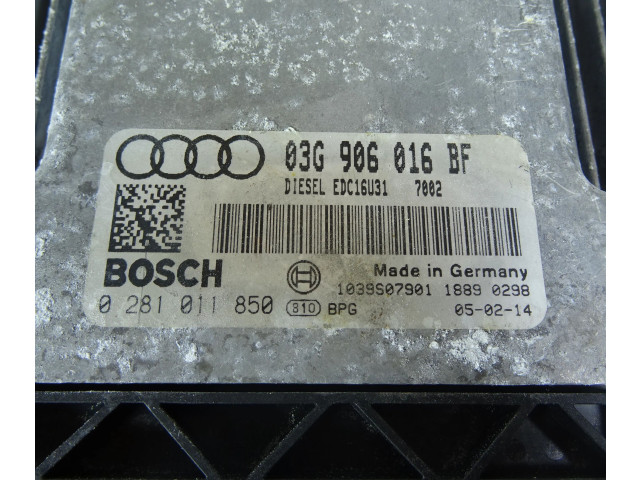 03G 906 016 BF
DIESEL EDC16U31 7002
BOSCH
Made in Germany
1039S07901 1889 0298
0 281 011 850 810 BPG 05-02-14